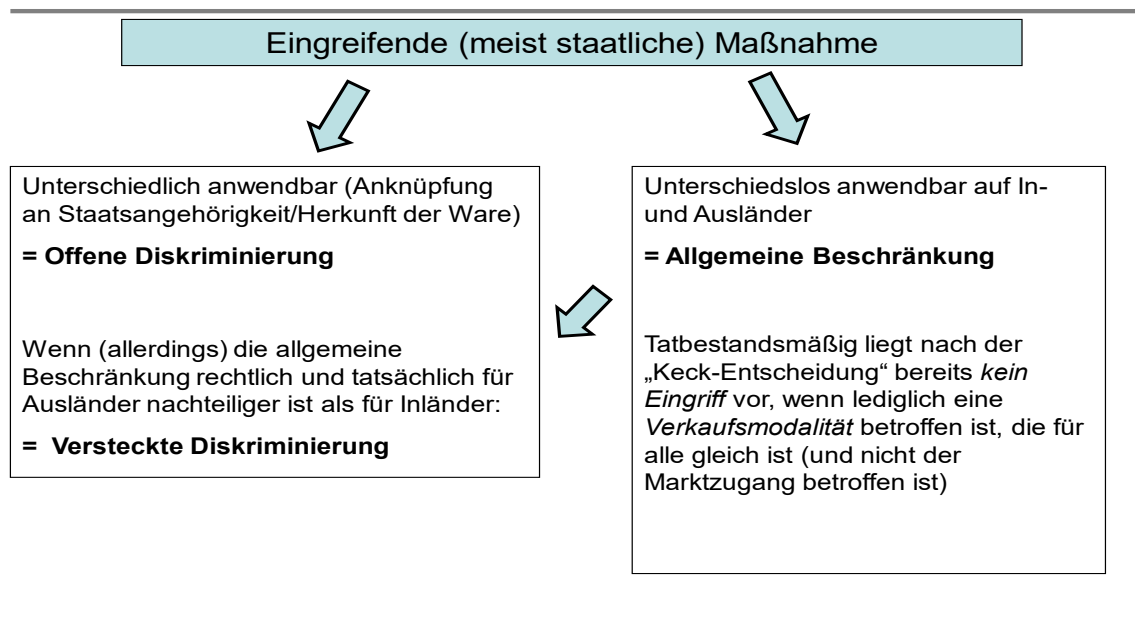 Eingreifende (meist staatliche) Maßnahme
Unterschiedlich anwendbar (Anknüpfung
an Staatsangehörigkeit/Herkunft der Ware)
= Offene Diskriminierung
Wenn (allerdings) die allgemeine
Beschränkung rechtlich und tatsächlich für
Ausländer nachteiliger ist als für Inländer:
= Versteckte Diskriminierung
Unterschiedslos anwendbar auf In-
und Ausländer
= Allgemeine Beschränkung
Tatbestandsmäßig liegt nach der
„Keck-Entscheidung“ bereits kein
Eingriff vor, wenn lediglich eine
Verkaufsmodalität betroffen ist, die für
alle gleich ist (und nicht der
Marktzugang betroffen ist)